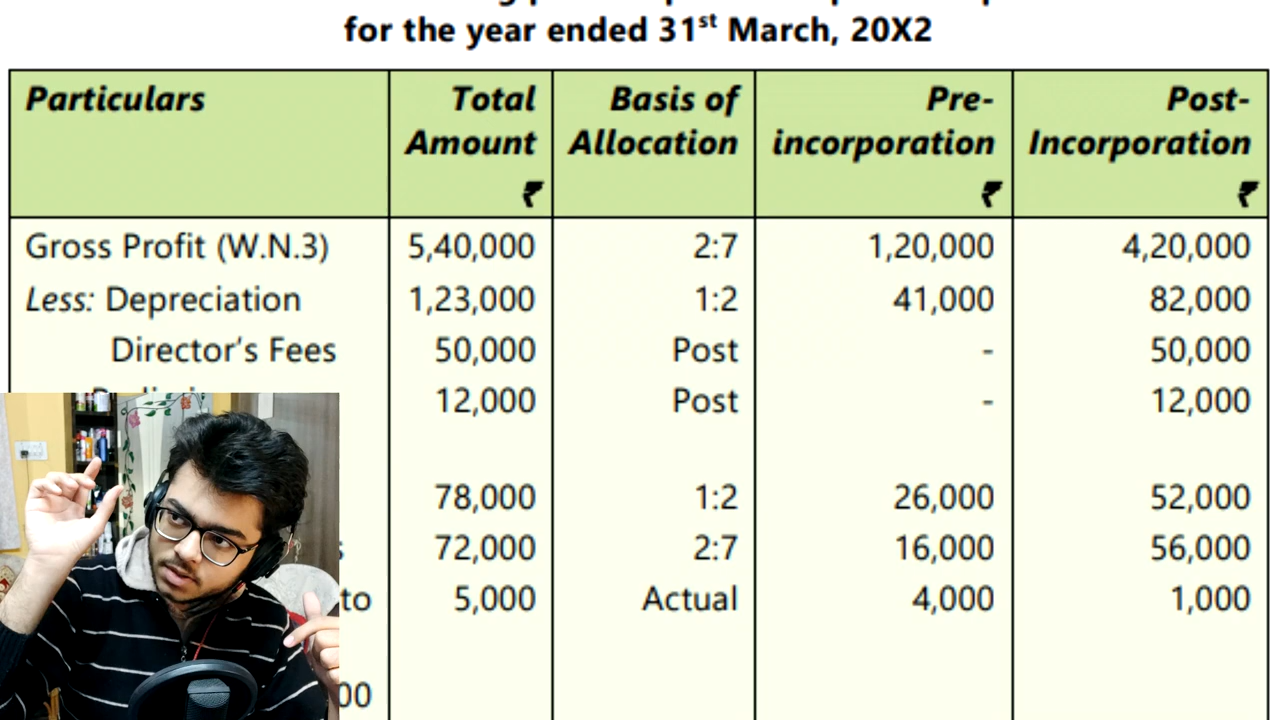 for the year ended 31st March, 20X2
Particulars Total Amount ₹ Basis of Allocation Pre-incorporation ₹ Post-Incorporation ₹
Gross Profit (W.N.3) 5,40,000 2:7 1,20,000 4,20,000
Less: Depreciation 1,23,000 1:2 41,000 82,000
Director’s Fees 50,000 Post - 50,000
12,000 Post - 12,000
78,000 1:2 26,000 52,000
72,000 2:7 16,000 56,000
to 5,000 Actual 4,000 1,000
00